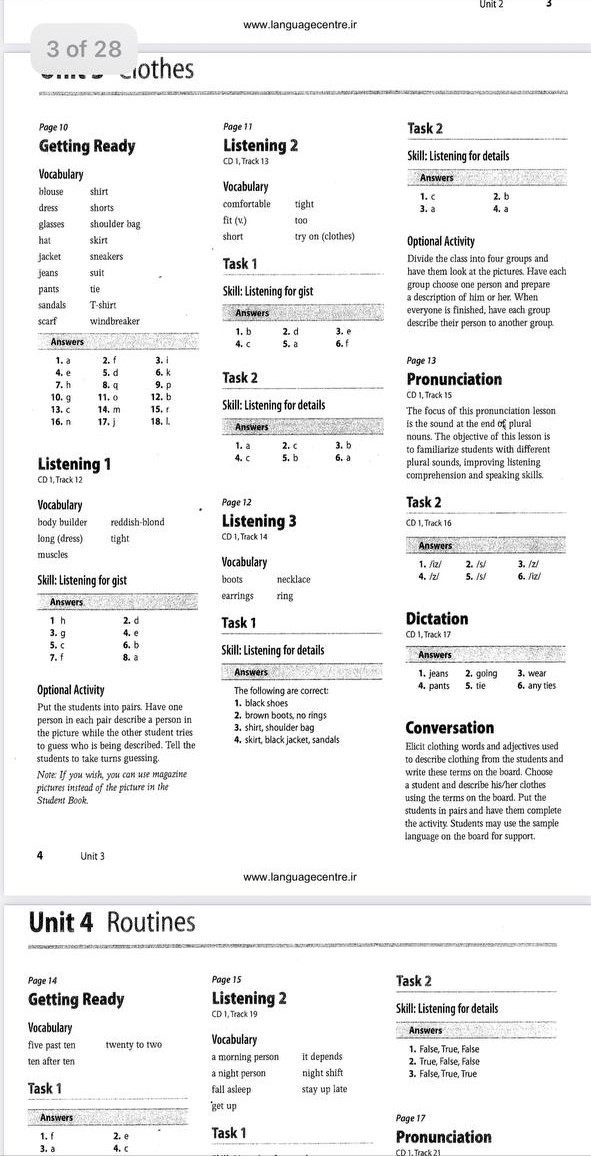 Unit 2 3
www.languagecentre.ir
3 of 28
Clothes
Page 10
Getting Ready
Vocabulary
blouse shirt
dress shorts
glasses shoulder bag
hat skirt
jacket sneakers
jeans suit
pants tie
sandals T-shirt
scarf windbreaker
Answers
1. a 2. f 3. i
4. e 5. d 6. k
7. h 8. q 9. p
10. g 11. o 12. b
13. c 14. m 15. r
16. n 17. j 18. l.
Listening 1
CD 1, Track 12
Vocabulary
body builder reddish-blond
long (dress) tight
muscles
Skill: Listening for gist
Answers
1 h 2. d
3. g 4. e
5. c 6. b
7. f 8. a
Optional Activity
Put the students into pairs. Have one
person in each pair describe a person in
the picture while the other student tries
to guess who is being described. Tell the
students to take turns guessing.
Note: If you wish, you can use magazine
pictures instead of the picture in the
Student Book.
Page 11
Listening 2
CD 1, Track 13
Vocabulary
comfortable tight
fit (v.) too
short try on (clothes)
Task 1
Skill: Listening for gist
Answers
1. b 2. d 3. e
4. c 5. a 6. f
Task 2
Skill: Listening for details
Answers
1. a 2. c 3. b
4. c 5. b 6. a
Page 12
Listening 3
CD 1, Track 14
Vocabulary
boots necklace
earrings ring
Task 1
Skill: Listening for details
Answers
The following are correct:
1. black shoes
2. brown boots, no rings
3. shirt, shoulder bag
4. skirt, black jacket, sandals
Task 2
Skill: Listening for details
Answers
1. c 2. b
3. a 4. a
Optional Activity
Divide the class into four groups and
have them look at the pictures. Have each
group choose one person and prepare
a description of him or her. When
everyone is finished, have each group
describe their person to another group.
Page 13
Pronunciation
CD 1, Track 15
The focus of this pronunciation lesson
is the sound at the end of plural
nouns. The objective of this lesson is
to familiarize students with different
plural sounds, improving listening
comprehension and speaking skills.
Task 2
CD 1, Track 16
Answers
1. /iz/ 2. /s/ 3. /z/
4. /z/ 5. /s/ 6. /iz/
Dictation
CD 1, Track 17
Answers
1. jeans 2. going 3. wear
4. pants 5. tie 6. any ties
Conversation
Elicit clothing words and adjectives used
to describe clothing from the students and
write these terms on the board. Choose
a student and describe his/her clothes
using the terms on the board. Put the
students in pairs and have them complete
the activity. Students may use the sample
language on the board for support.
4 Unit 3
www.languagecentre.ir
Unit 4 Routines
Page 14
Getting Ready
Vocabulary
five past ten twenty to two
ten after ten
Task 1
Answers
1. f 2. e
3. a 4. c
Page 15
Listening 2
CD 1, Track 19
Vocabulary
a morning person it depends
a night person night shift
fall asleep stay up late
get up
Task 1
Task 2
Skill: Listening for details
Answers
1. False, True, False
2. True, False, False
3. False, True, True
Page 17
Pronunciation
CD 1, Track 21